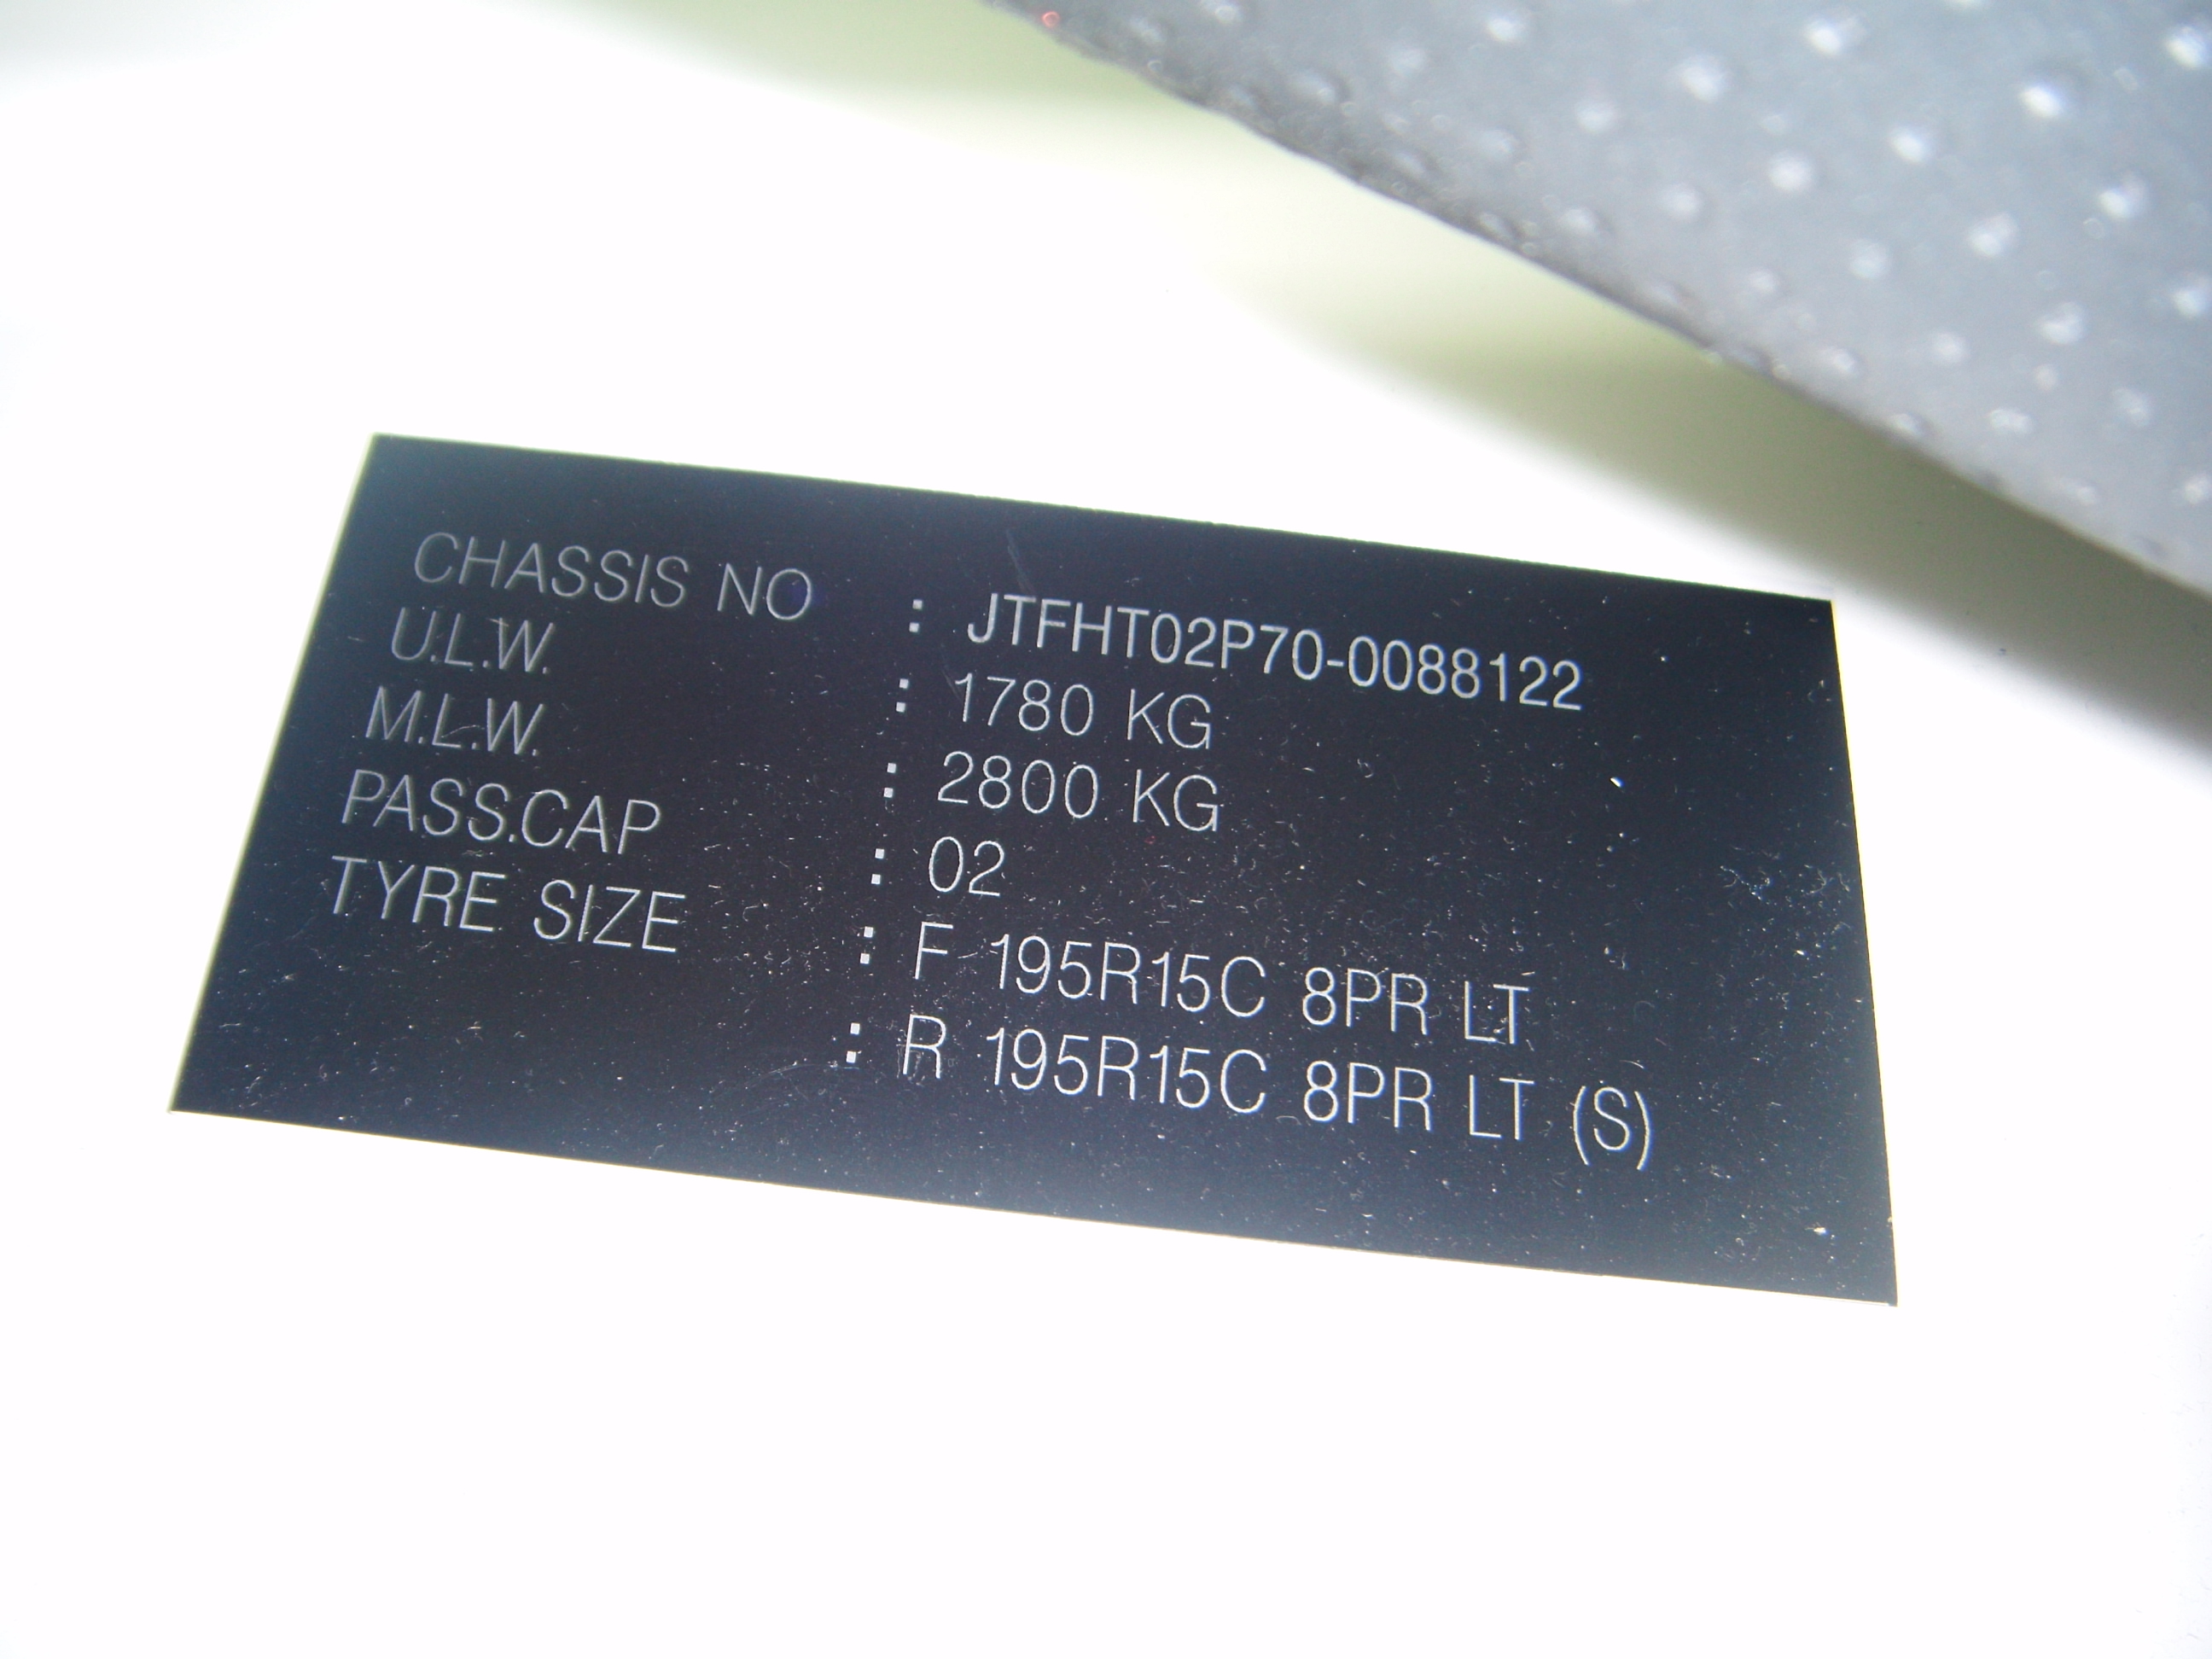 CHASSIS NO : JTFHT02P70-0088122
U.L.W. : 1780 KG
M.L.W. : 2800 KG
PASS.CAP : 02
TYRE SIZE : F 195R15C 8PR LT
: R 195R15C 8PR LT (S)